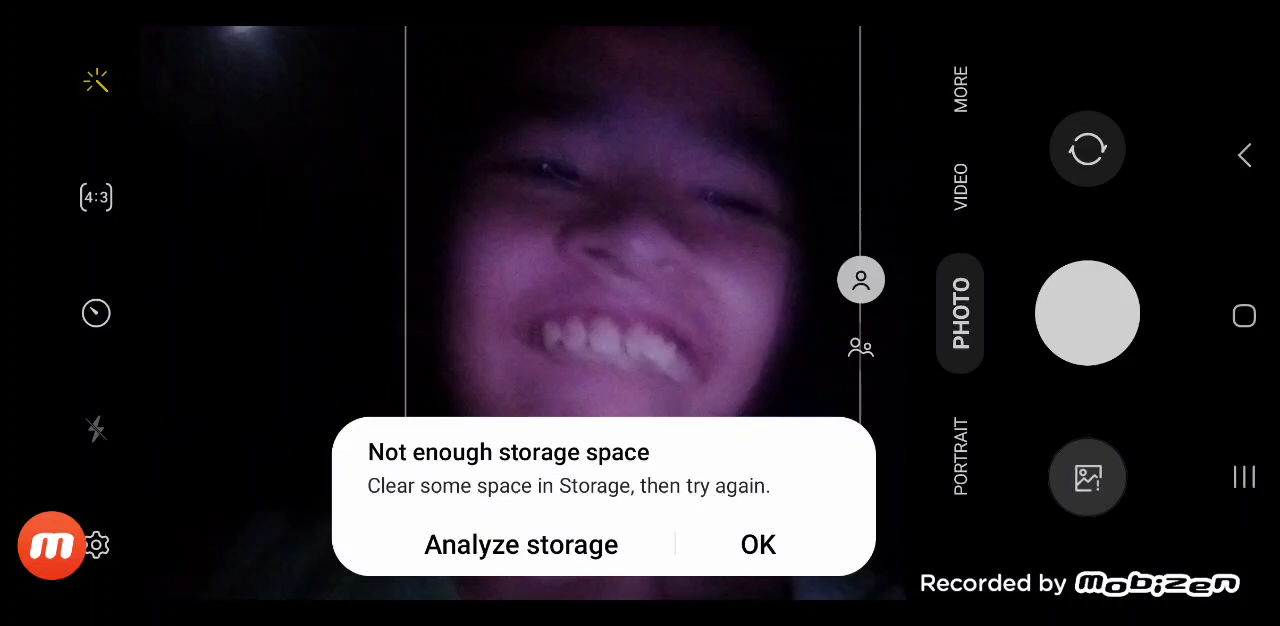 4:3
MORE
VIDEO
PHOTO
PORTRAIT
Not enough storage space
Clear some space in Storage, then try again.
Analyze storage
OK
m
Recorded by mobizen